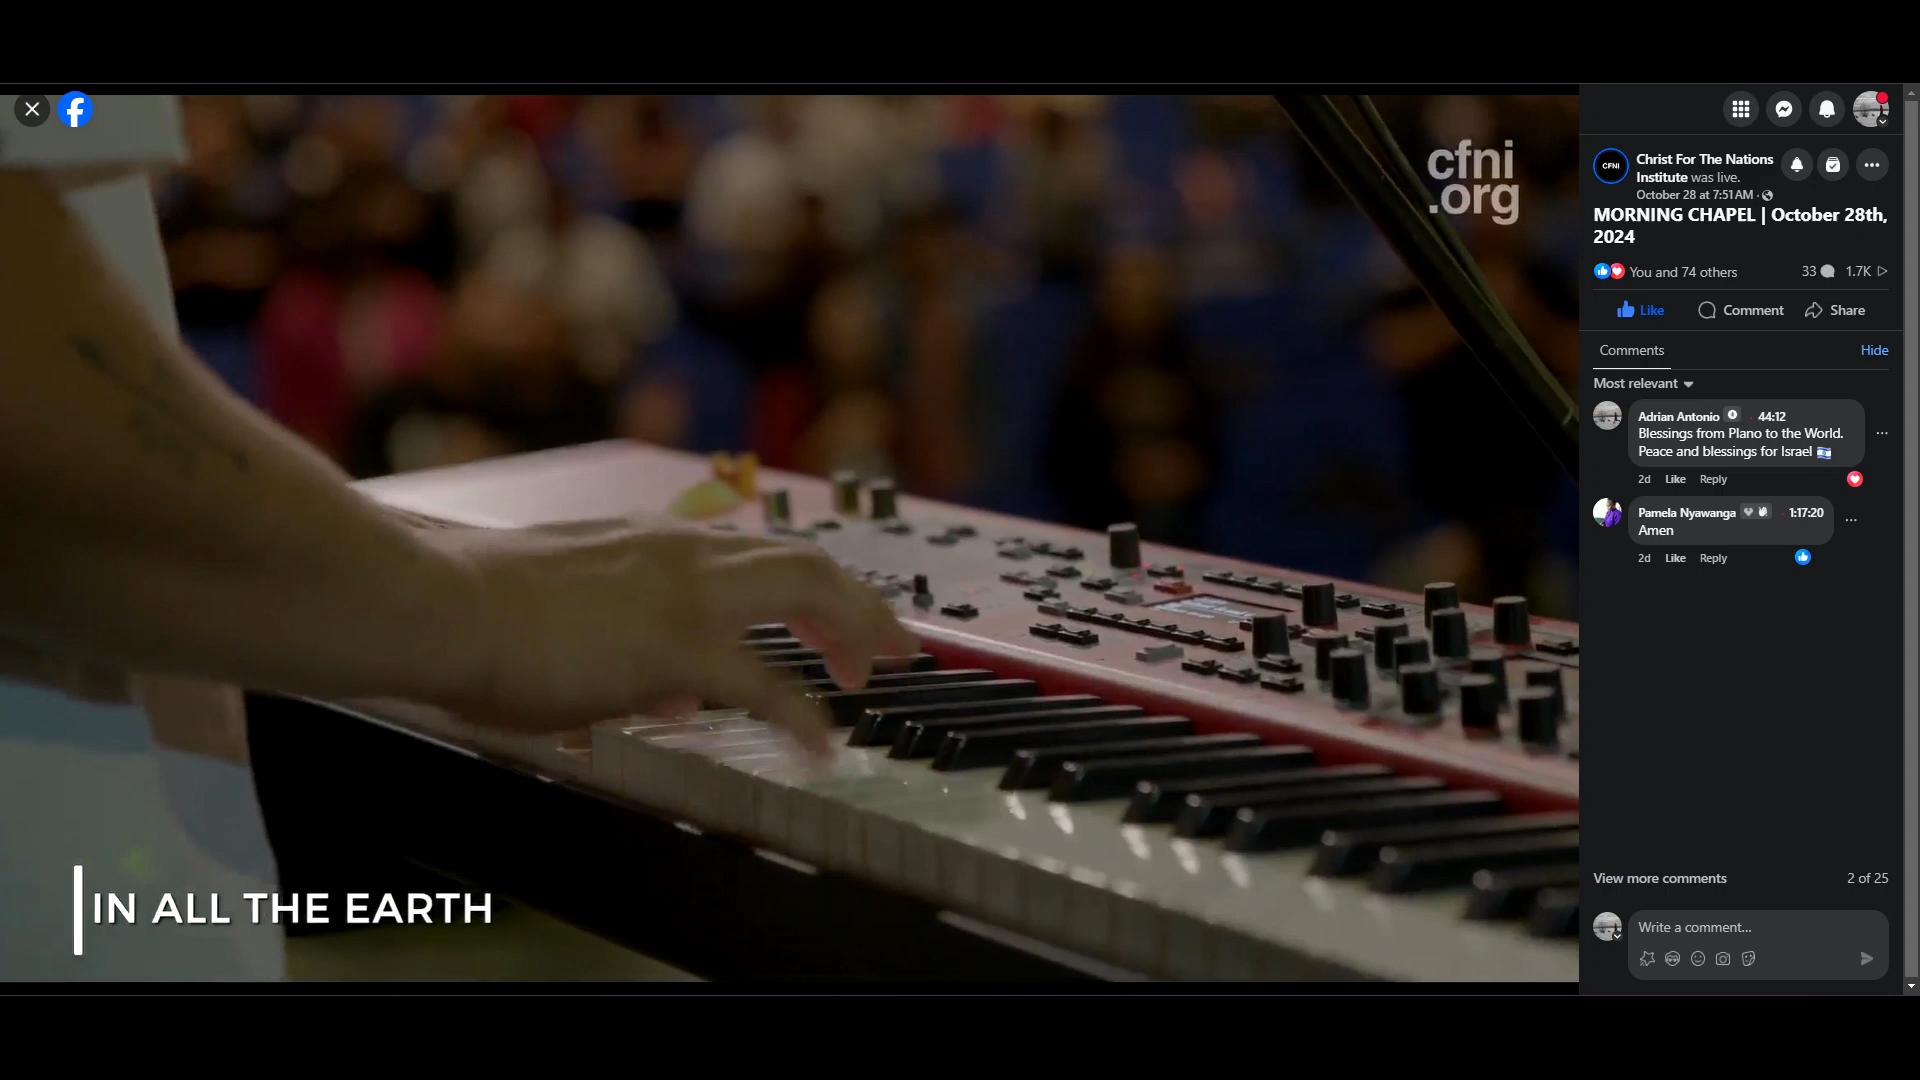 cfni
.org
IN ALL THE EARTH
CFNI
Christ For The Nations
Institute was live.
October 28 at 7:51 AM ·
MORNING CHAPEL | October 28th,
2024
You and 74 others
33
1.7K
Like
Comment
Share
Comments
Hide
Most relevant
Adrian Antonio 44:12
Blessings from Plano to the World.
Peace and blessings for Israel 🇮🇱
2d Like Reply
Pamela Nyawanga · 1:17:20
Amen
2d Like Reply
View more comments
2 of 25
Write a comment...